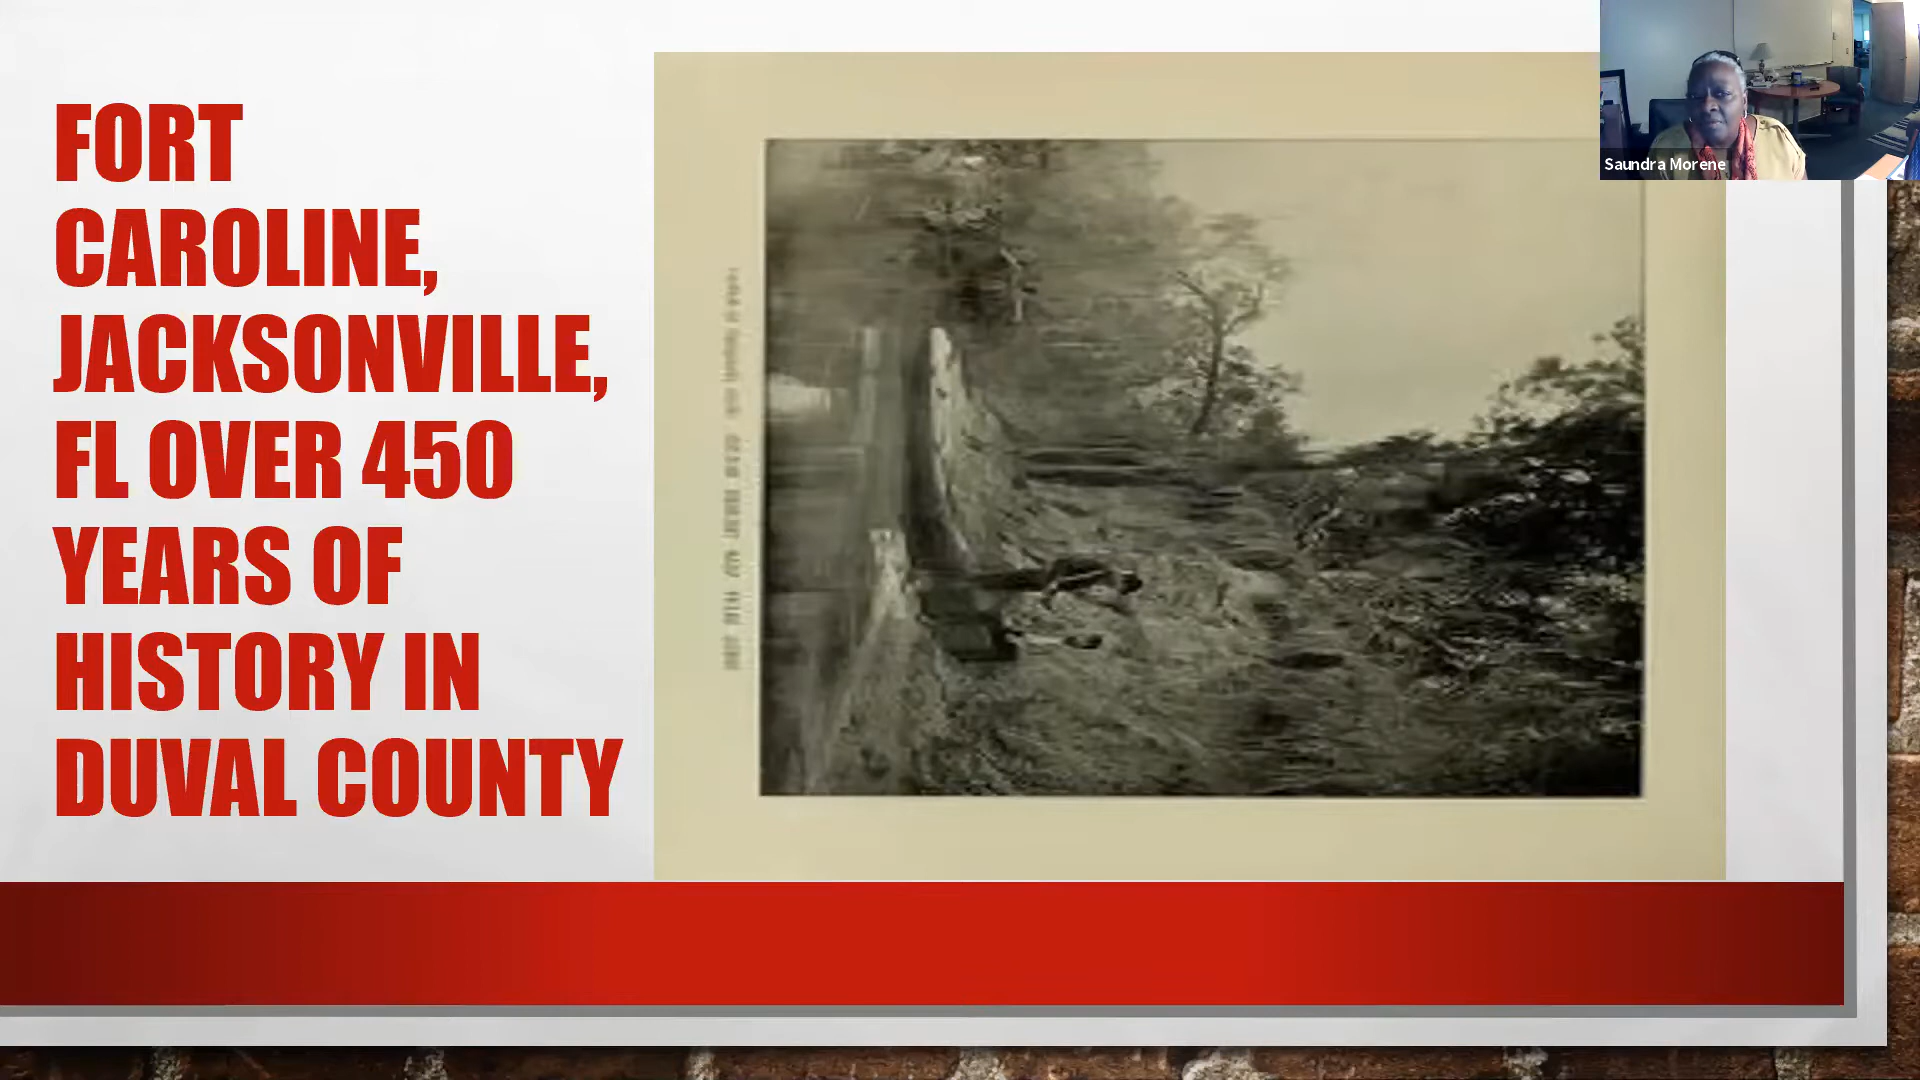 FORT
CAROLINE,
JACKSONVILLE,
FL OVER 450
YEARS OF
HISTORY IN
DUVAL COUNTY
Saundra Morene